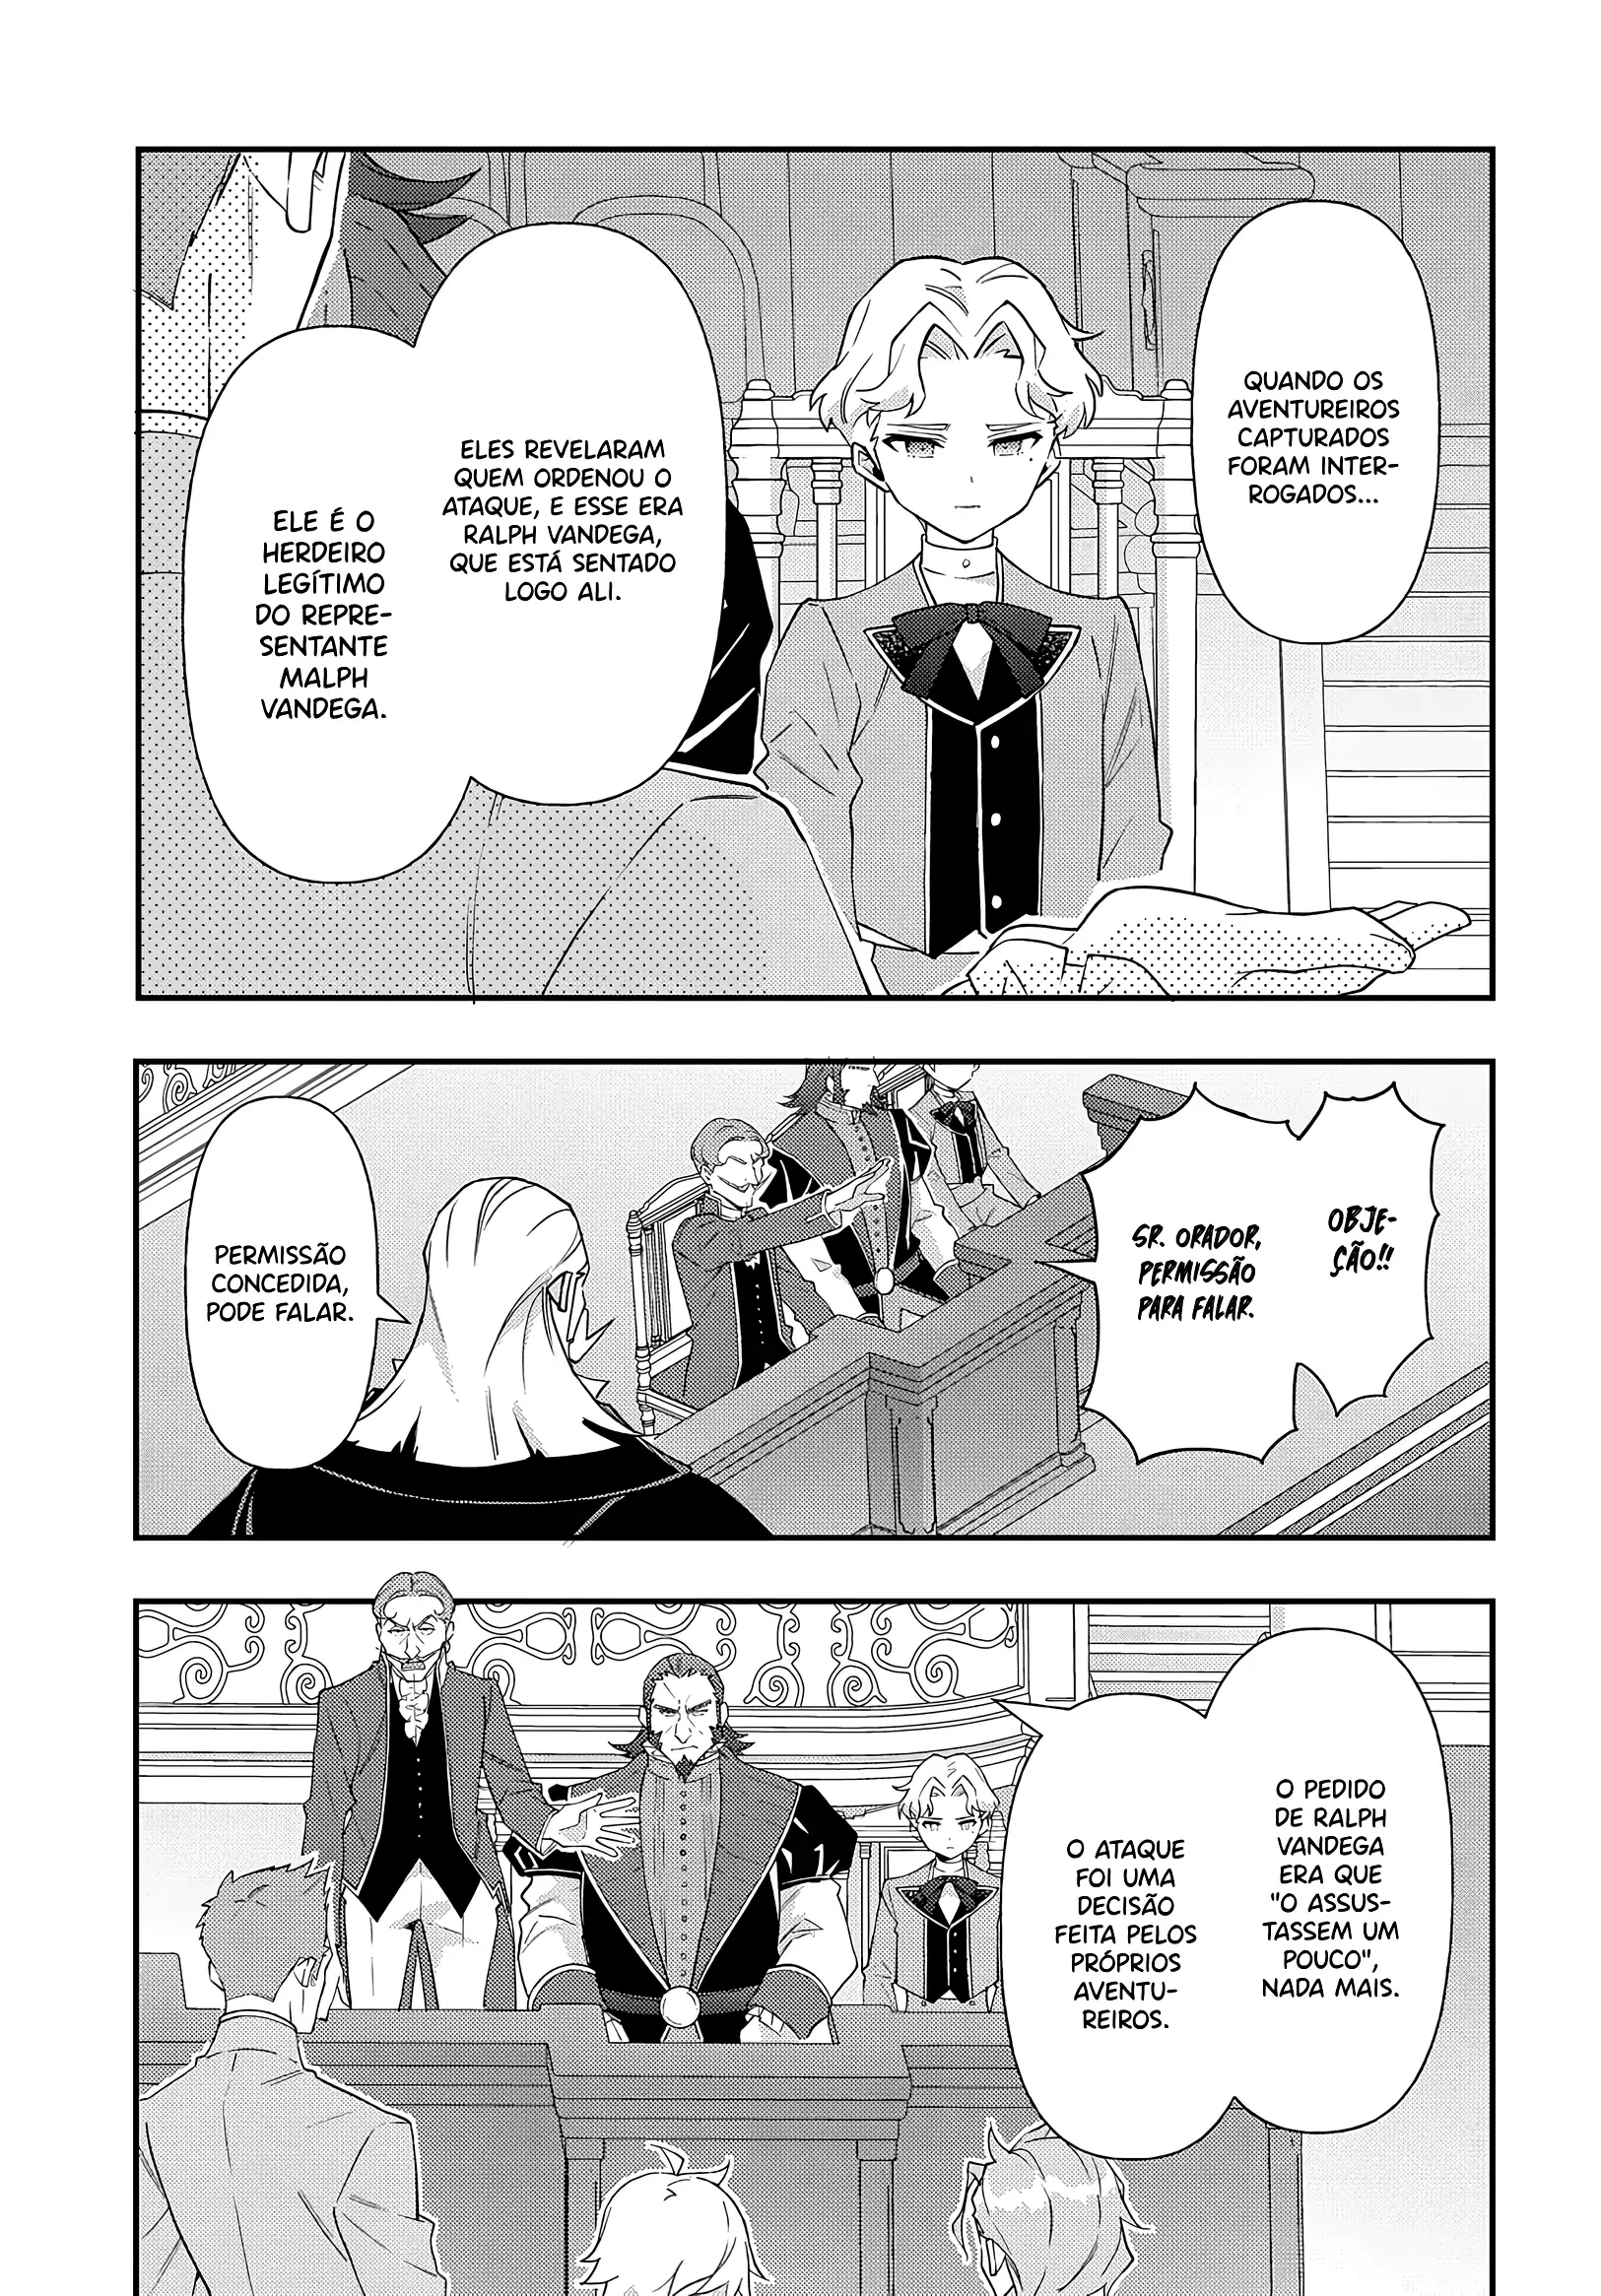 QUANDO OS
AVENTUREIROS
CAPTURADOS
FORAM INTER-
ROGADOS...
ELES REVELARAM
QUEM ORDENOU O
ATAQUE, E ESSE ERA
RALPH VANDEGA,
QUE ESTÁ SENTADO
LOGO ALI.
ELE É O
HERDEIRO
LEGÍTIMO
DO REPRE-
SENTANTE
MALPH
VANDEGA.
OBJE-
ÇÃO!!
SR. ORADOR,
PERMISSÃO
PARA FALAR.
PERMISSÃO
CONCEDIDA,
PODE FALAR.
O PEDIDO
DE RALPH
VANDEGA
ERA QUE
"O ASSUS-
TASSEM UM
POUCO",
NADA MAIS.
O ATAQUE
FOI UMA
DECISÃO
FEITA PELOS
PRÓPRIOS
AVENTU-
REIROS.